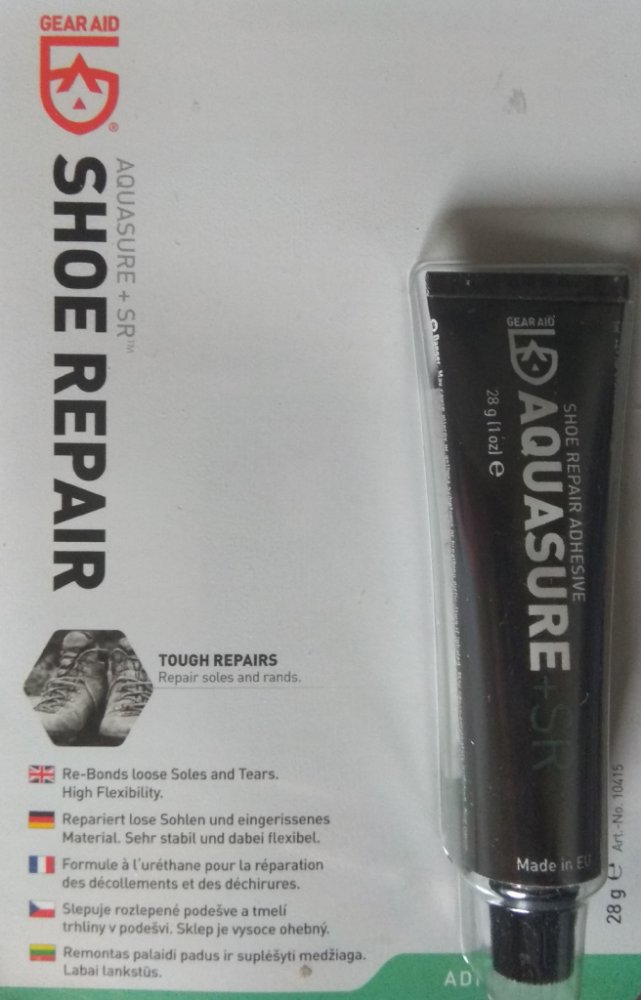 GEAR AID
®
AQUASURE + SR™
SHOE REPAIR
TOUGH REPAIRS
Repair soles and rands.
Re-Bonds loose Soles and Tears.
High Flexibility.
Repariert lose Sohlen und eingerissenes
Material. Sehr stabil und dabei flexibel.
Formule à l'uréthane pour la réparation
des décollements et des déchirures.
Slepuje rozlepené podešve a tmelí
trhliny v podešvi. Sklep je vysoce ohebný.
Remontas palaidi padus ir suplėšyti medžiaga.
Labai lankstūs.
GEAR AID
SHOE REPAIR ADHESIVE
AQUASURE+SR
28 g (1 oz) e
Made in EU
28 g e Art.-No. 10415